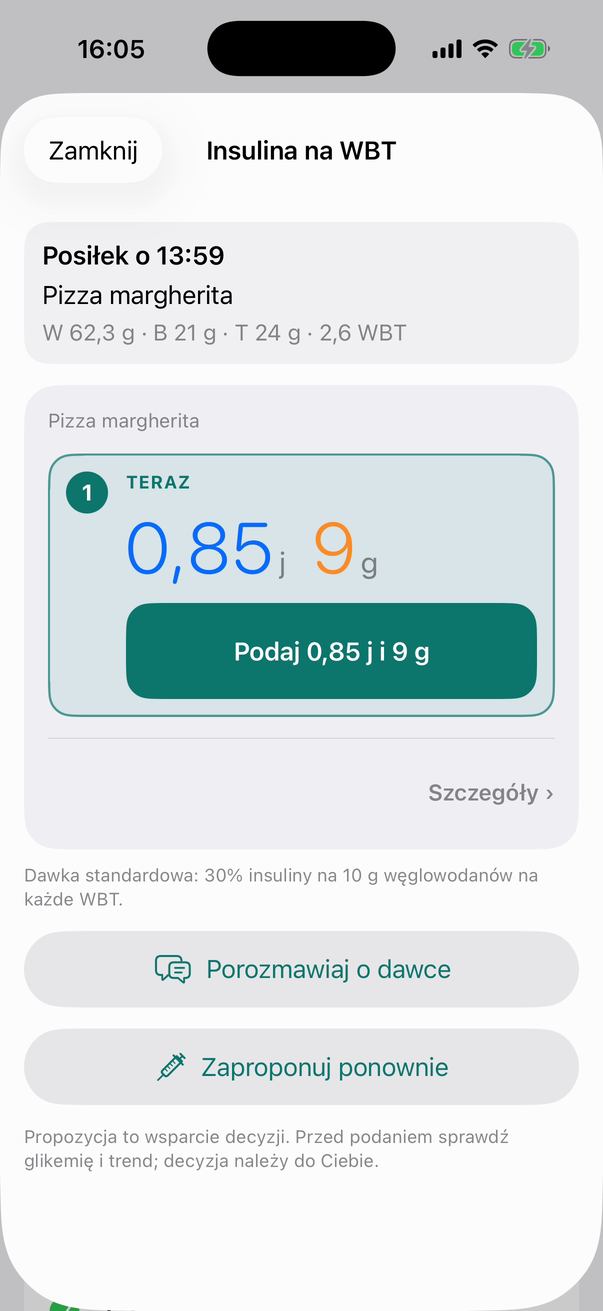 16:05
Zamknij
Insulina na WBT
Posiłek o 13:59
Pizza margherita
W 62,3 g · B 21 g · T 24 g · 2,6 WBT
Pizza margherita
1
TERAZ
0,85 j 9 g
Podaj 0,85 j i 9 g
Szczegóły ›
Dawka standardowa: 30% insuliny na 10 g węglowodanów na
każde WBT.
Porozmawiaj o dawce
Zaproponuj ponownie
Propozycja to wsparcie decyzji. Przed podaniem sprawdź
glikemię i trend; decyzja należy do Ciebie.